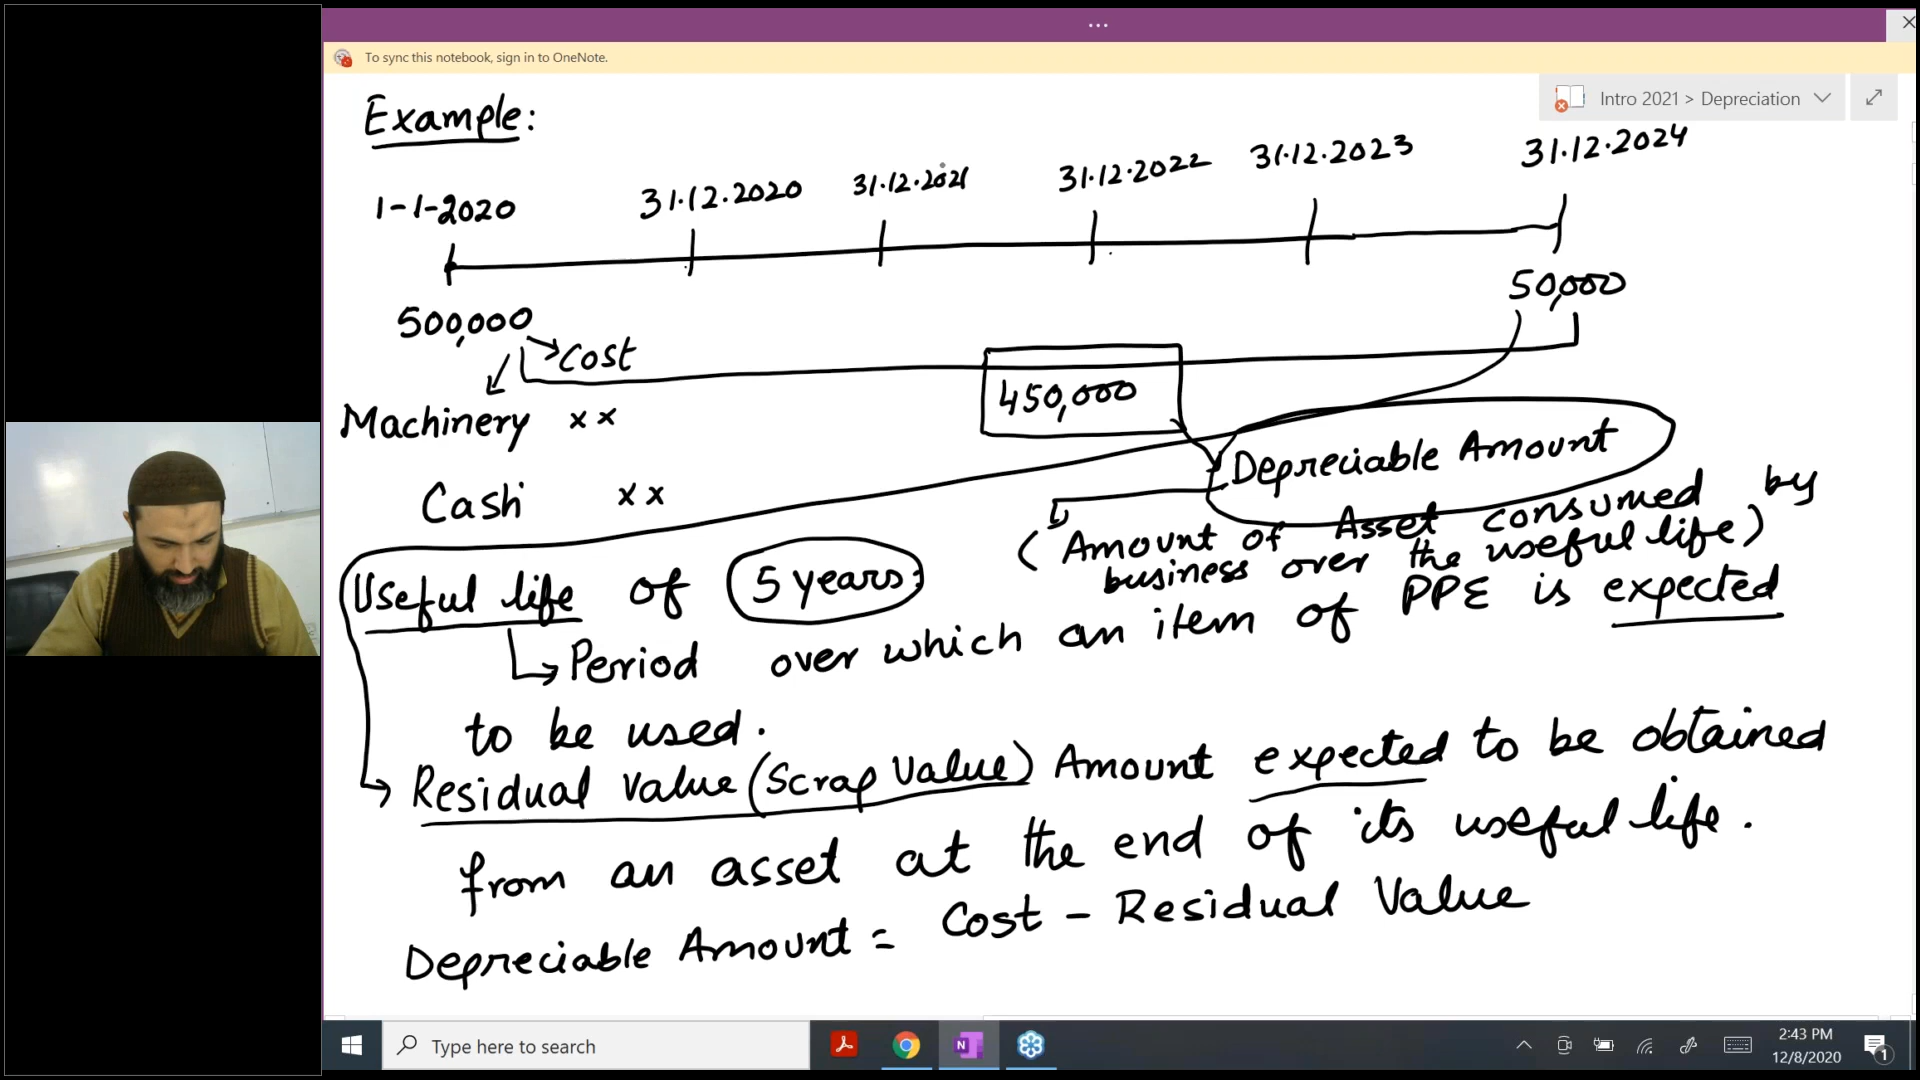 ...
To sync this notebook, sign in to OneNote.
Intro 2021 > Depreciation
Example:
1-1-2020 31.12.2020 31.12.2021 31.12.2022 31.12.2023 31.12.2024
500,000 50,000
Cost
450,000
Machinery xx
Depreciable Amount
Cash xx
(Amount of Asset consumed by
business over the useful life)
Useful life of 5 years:
Period over which an item of PPE is expected
to be used.
Residual Value (Scrap Value) Amount expected to be obtained
from an asset at the end of its useful life.
Depreciable Amount = Cost - Residual Value
Type here to search
N
2:43 PM
12/8/2020
1